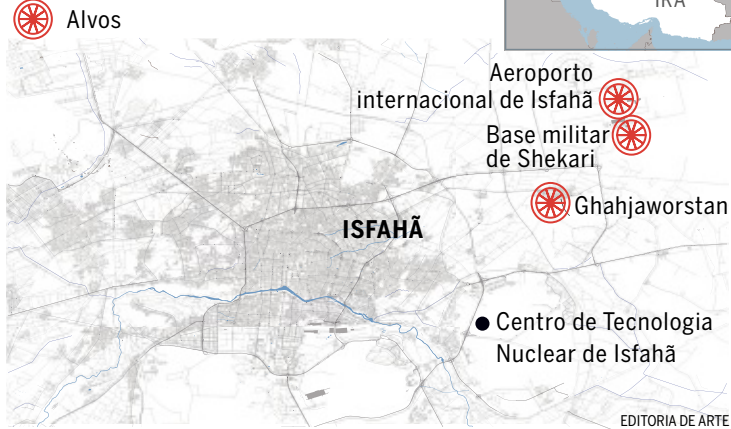 Alvos
IRÃ
Aeroporto
internacional de Isfahã
Base militar
de Shekari
Ghahjaworstan
ISFAHÃ
Centro de Tecnologia
Nuclear de Isfahã
EDITORIA DE ARTE